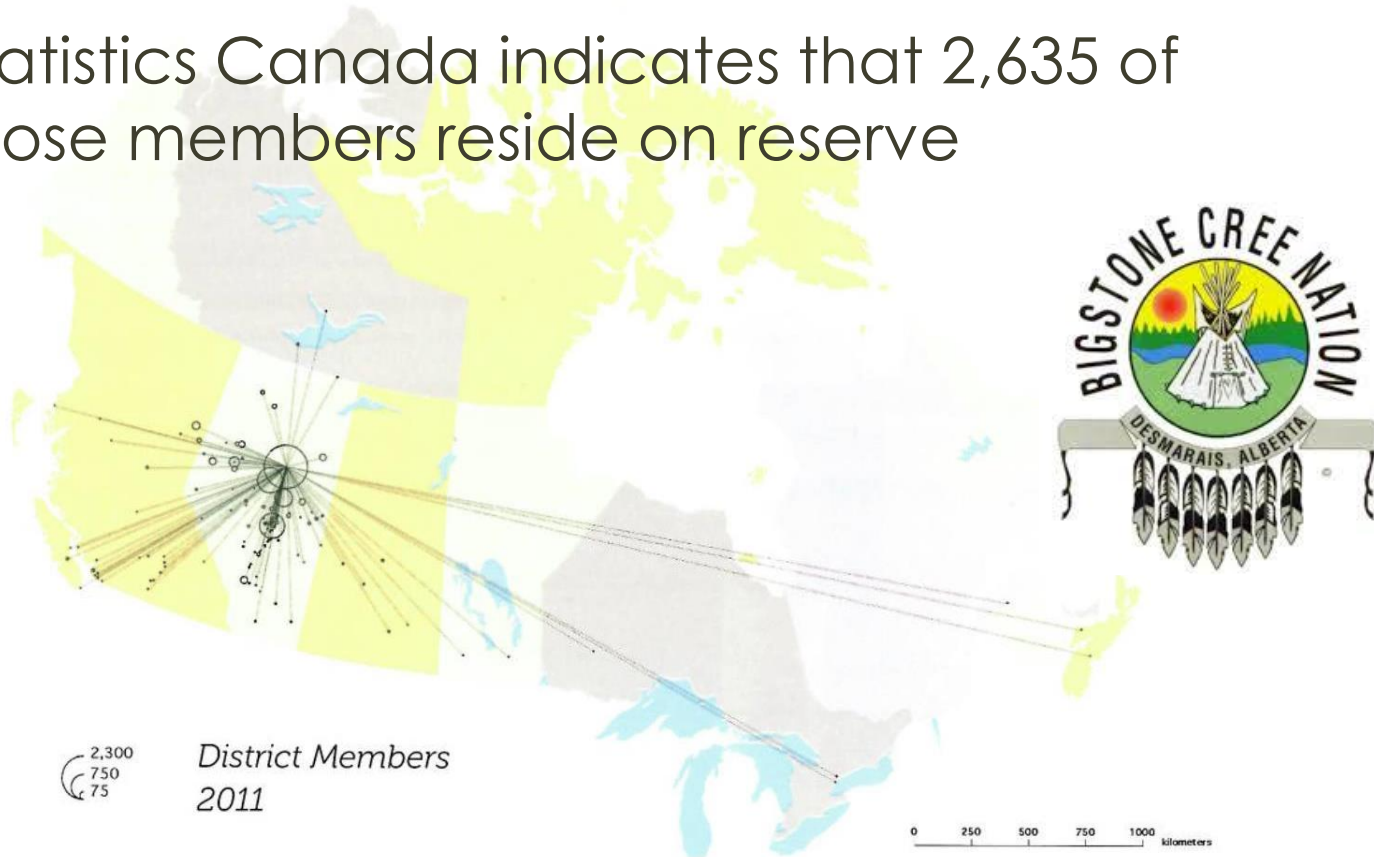 atistics Canada indicates that 2,635 of
ose members reside on reserve
BIGSTONE CREE NATION
DESMARAIS, ALBERTA
2,300
750
75
District Members
2011
0 250 500 750 1000
kilometers